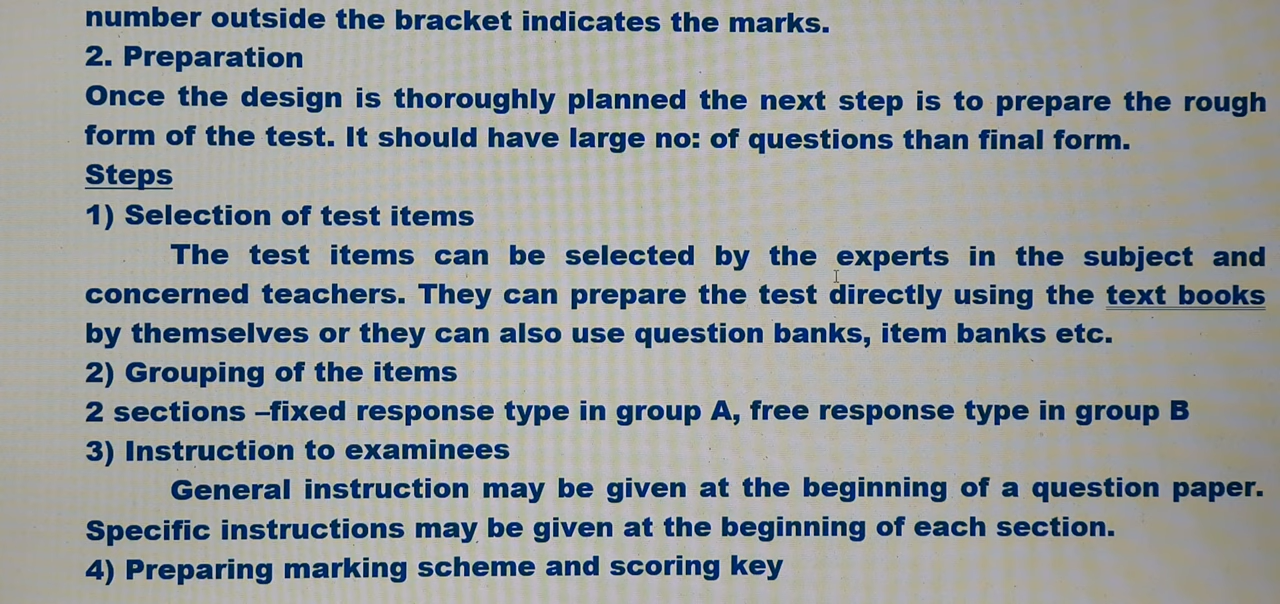 number outside the bracket indicates the marks.
2. Preparation
Once the design is thoroughly planned the next step is to prepare the rough
form of the test. It should have large no: of questions than final form.
Steps
1) Selection of test items
The test items can be selected by the experts in the subject and
concerned teachers. They can prepare the test directly using the text books
by themselves or they can also use question banks, item banks etc.
2) Grouping of the items
2 sections –fixed response type in group A, free response type in group B
3) Instruction to examinees
General instruction may be given at the beginning of a question paper.
Specific instructions may be given at the beginning of each section.
4) Preparing marking scheme and scoring key